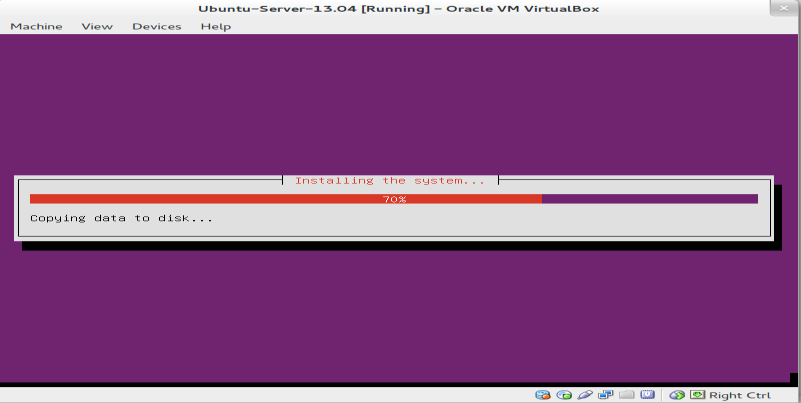 Ubuntu-Server-13.04 [Running] - Oracle VM VirtualBox
Machine View Devices Help
Installing the system...
70%
Copying data to disk...
Right Ctrl